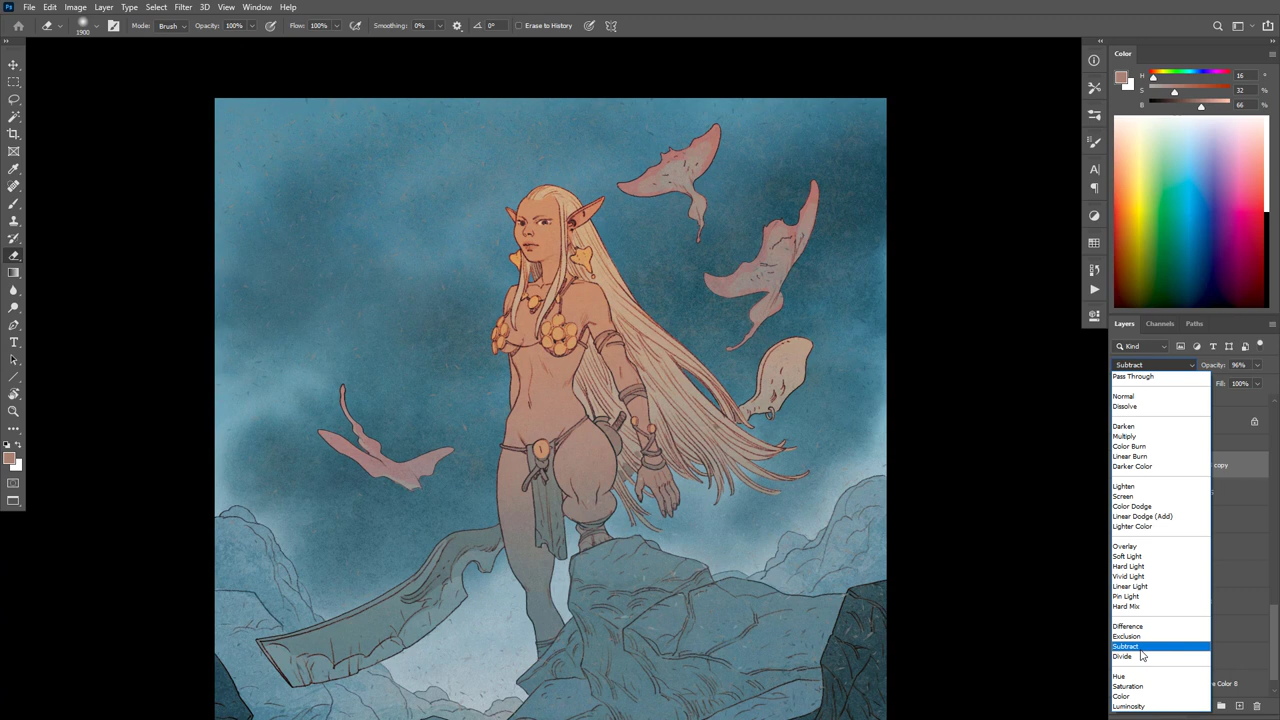 Ps File Edit Image Layer Type Select Filter 3D View Window Help
1900 Mode: Brush Opacity: 100% Flow: 100% Smoothing: 0% 0° Erase to History
Color
H 16 °
S 32 %
B 66 %
Layers Channels Paths
Kind
Subtract Opacity: 96%
Pass Through
Fill: 100%
Normal
Dissolve
Darken
Multiply
Color Burn
Linear Burn
Darker Color
copy
Lighten
Screen
Color Dodge
Linear Dodge (Add)
Lighter Color
Overlay
Soft Light
Hard Light
Vivid Light
Linear Light
Pin Light
Hard Mix
Difference
Exclusion
Subtract
Divide
Hue
Saturation
e Color 8
Color
Luminosity